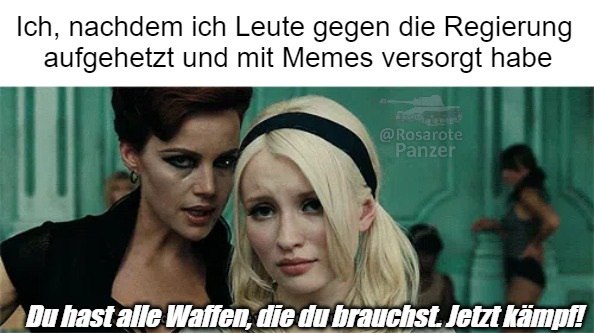 Ich, nachdem ich Leute gegen die Regierung
aufgehetzt und mit Memes versorgt habe
@Rosarote
Panzer
Du hast alle Waffen, die du brauchst. Jetzt kämpf!